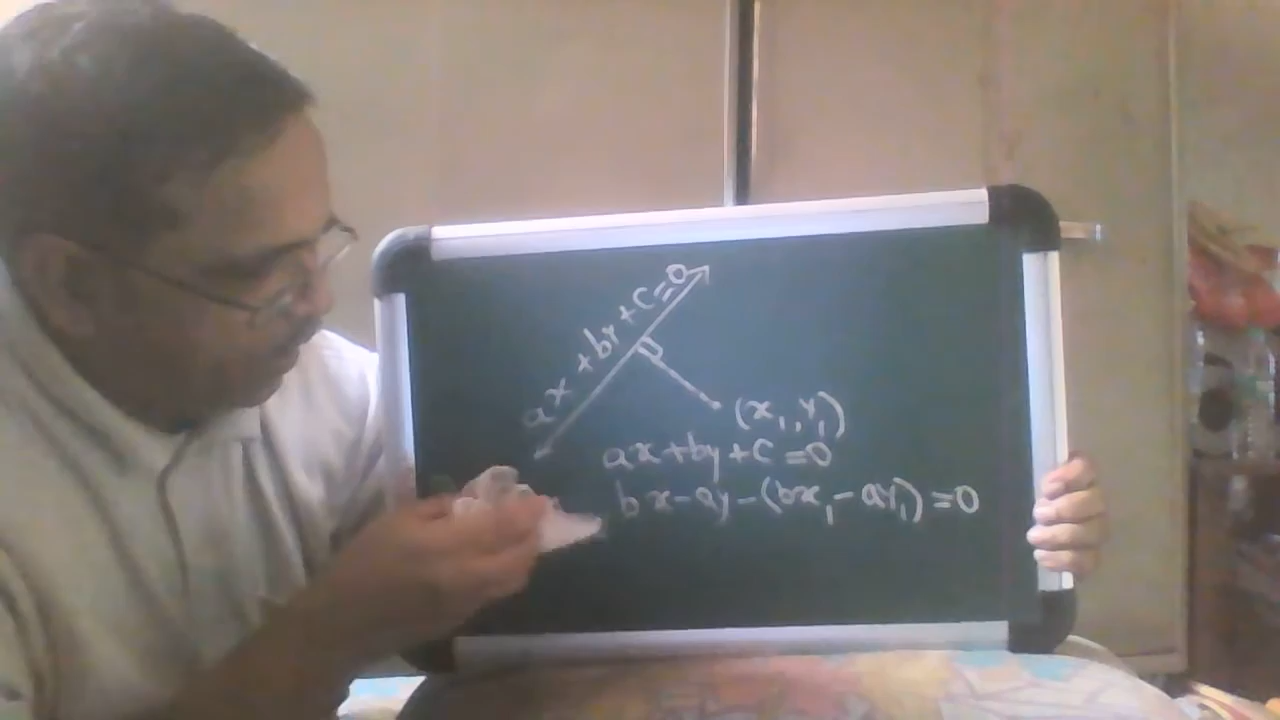 ax + by + c = 0
(x₁, y₁)
ax + by + c = 0
bx - ay - (bx₁ - ay₁) = 0